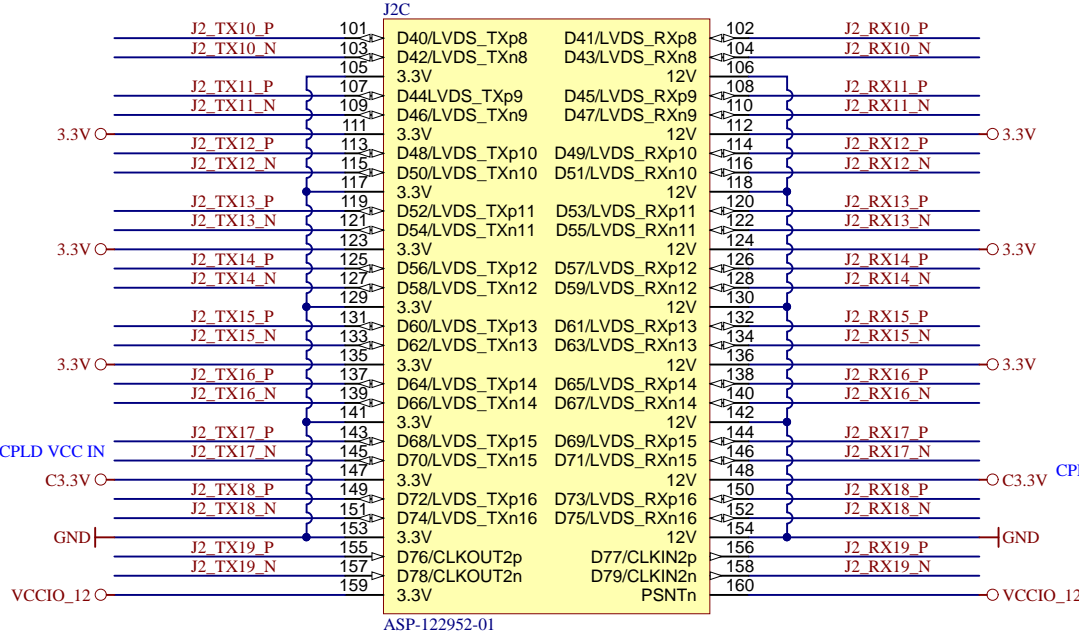 J2C
J2_TX10_P 101 D40/LVDS_TXp8 D41/LVDS_RXp8 102 J2_RX10_P
J2_TX10_N 103 D42/LVDS_TXn8 D43/LVDS_RXn8 104 J2_RX10_N
105 3.3V 12V 106
J2_TX11_P 107 D44LVDS_TXp9 D45/LVDS_RXp9 108 J2_RX11_P
J2_TX11_N 109 D46/LVDS_TXn9 D47/LVDS_RXn9 110 J2_RX11_N
3.3V 111 3.3V 12V 112 3.3V
J2_TX12_P 113 D48/LVDS_TXp10 D49/LVDS_RXp10 114 J2_RX12_P
J2_TX12_N 115 D50/LVDS_TXn10 D51/LVDS_RXn10 116 J2_RX12_N
117 3.3V 12V 118
J2_TX13_P 119 D52/LVDS_TXp11 D53/LVDS_RXp11 120 J2_RX13_P
J2_TX13_N 121 D54/LVDS_TXn11 D55/LVDS_RXn11 122 J2_RX13_N
3.3V 123 3.3V 12V 124 3.3V
J2_TX14_P 125 D56/LVDS_TXp12 D57/LVDS_RXp12 126 J2_RX14_P
J2_TX14_N 127 D58/LVDS_TXn12 D59/LVDS_RXn12 128 J2_RX14_N
129 3.3V 12V 130
J2_TX15_P 131 D60/LVDS_TXp13 D61/LVDS_RXp13 132 J2_RX15_P
J2_TX15_N 133 D62/LVDS_TXn13 D63/LVDS_RXn13 134 J2_RX15_N
3.3V 135 3.3V 12V 136 3.3V
J2_TX16_P 137 D64/LVDS_TXp14 D65/LVDS_RXp14 138 J2_RX16_P
J2_TX16_N 139 D66/LVDS_TXn14 D67/LVDS_RXn14 140 J2_RX16_N
141 3.3V 12V 142
J2_TX17_P 143 D68/LVDS_TXp15 D69/LVDS_RXp15 144 J2_RX17_P
CPLD VCC IN J2_TX17_N 145 D70/LVDS_TXn15 D71/LVDS_RXn15 146 J2_RX17_N
C3.3V 147 3.3V 12V 148 C3.3V
J2_TX18_P 149 D72/LVDS_TXp16 D73/LVDS_RXp16 150 J2_RX18_P
J2_TX18_N 151 D74/LVDS_TXn16 D75/LVDS_RXn16 152 J2_RX18_N
GND 153 3.3V 12V 154 GND
J2_TX19_P 155 D76/CLKOUT2p D77/CLKIN2p 156 J2_RX19_P
J2_TX19_N 157 D78/CLKOUT2n D79/CLKIN2n 158 J2_RX19_N
VCCIO_12 159 3.3V PSNTn 160 VCCIO_12
ASP-122952-01